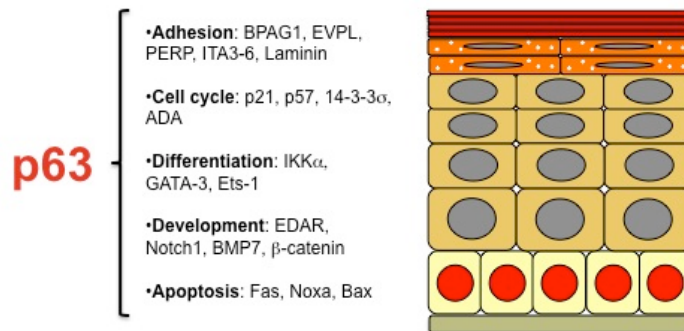 p63
•Adhesion: BPAG1, EVPL,
PERP, ITA3-6, Laminin
•Cell cycle: p21, p57, 14-3-3σ,
ADA
•Differentiation: IKKα,
GATA-3, Ets-1
•Development: EDAR,
Notch1, BMP7, β-catenin
•Apoptosis: Fas, Noxa, Bax